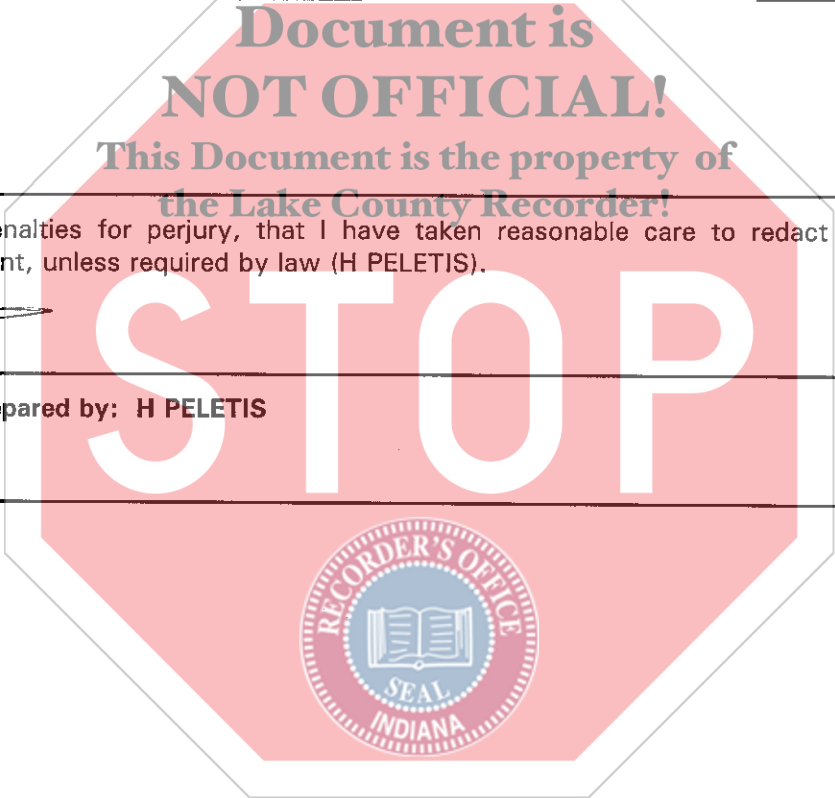 Document is
NOT OFFICIAL!
This Document is the property of
the Lake County Recorder!
enalties for perjury, that I have taken reasonable care to redact
nt, unless required by law (H PELETIS).
STOP
pared by: H PELETIS
RECORDER'S OFFICE
SEAL
INDIANA